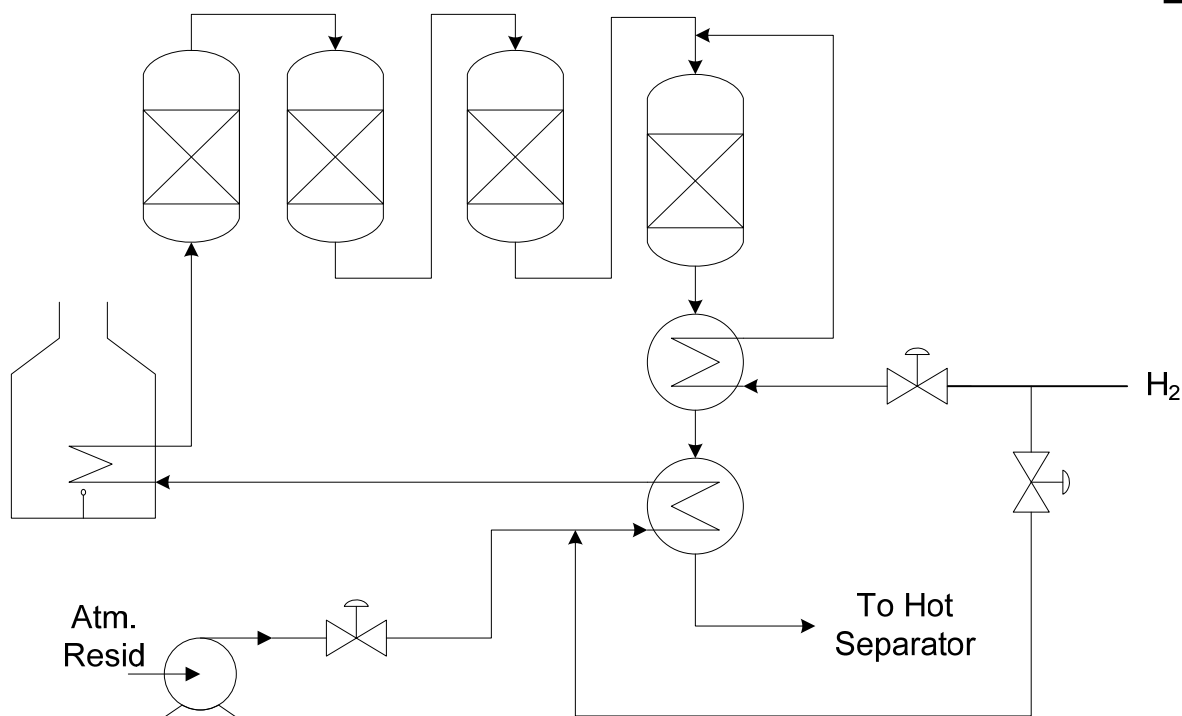 H₂
Atm.
Resid
To Hot
Separator